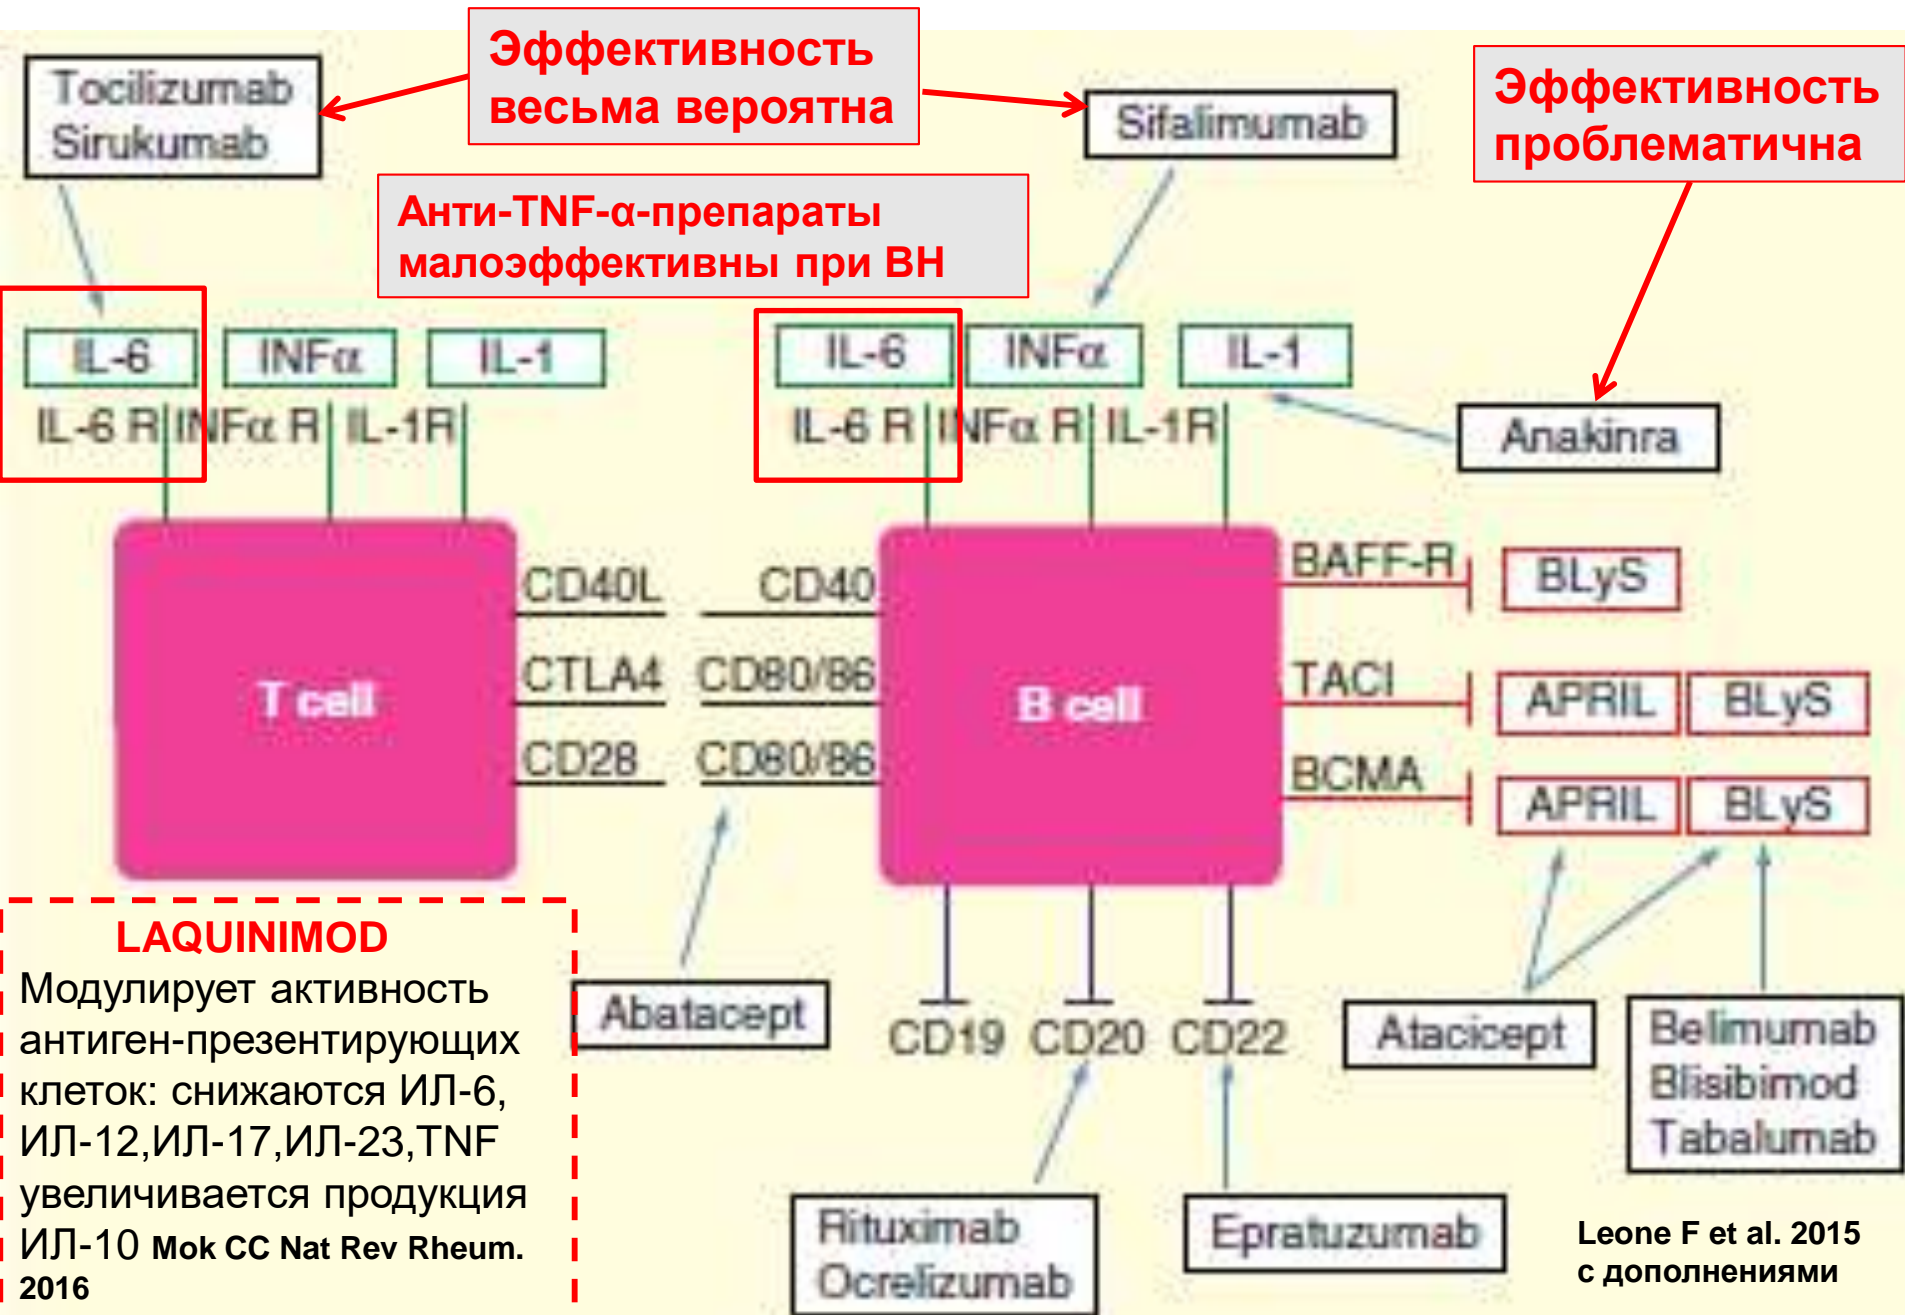 Эффективность
весьма вероятна
Эффективность
проблематична
Tocilizumab
Sirukumab
Sifalimumab
Анти-TNF-α-препараты
малоэффективны при ВН
IL-6
INFα
IL-1
IL-6
INFα
IL-1
IL-6 R
INFα R
IL-1R
IL-6 R
INFα R
IL-1R
Anakinra
T cell
B cell
CD40L
CD40
CTLA4
CD80/86
CD28
CD80/86
BAFF-R
BLyS
TACI
APRIL
BLyS
BCMA
APRIL
BLyS
LAQUINIMOD
Модулирует активность
антиген-презентирующих
клеток: снижаются ИЛ-6,
ИЛ-12,ИЛ-17,ИЛ-23,TNF
увеличивается продукция
ИЛ-10 Mok CC Nat Rev Rheum.
2016
Abatacept
CD19
CD20
CD22
Atacicept
Belimumab
Blisibimod
Tabalumab
Rituximab
Ocrelizumab
Epratuzumab
Leone F et al. 2015
с дополнениями